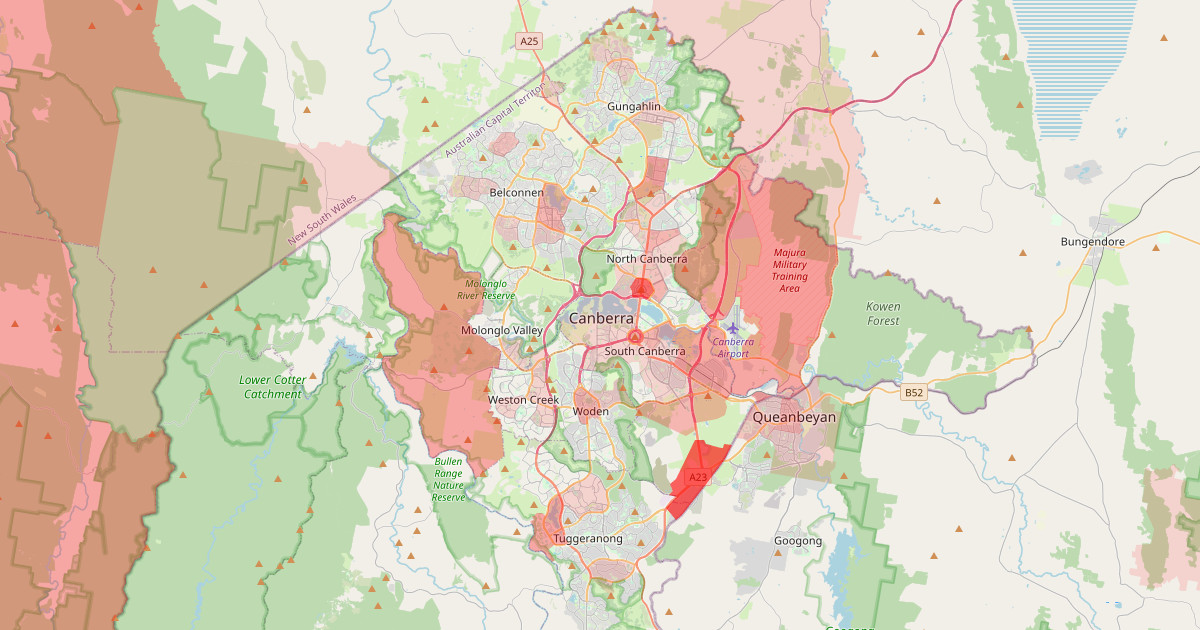 A25
Gungahlin
Australian Capital Territor
Belconnen
New South Wales
Bungendore
North Canberra
Majura
Military
Training
Area
Molonglo
River Reserve
Kowen
Forest
Canberra
Molonglo Valley
Canberra
Airport
South Canberra
Lower Cotter
Catchment
B52
Weston Creek
Woden
Queanbeyan
Bullen
Range
Nature
Reserve
A23
Tuggeranong
Googong